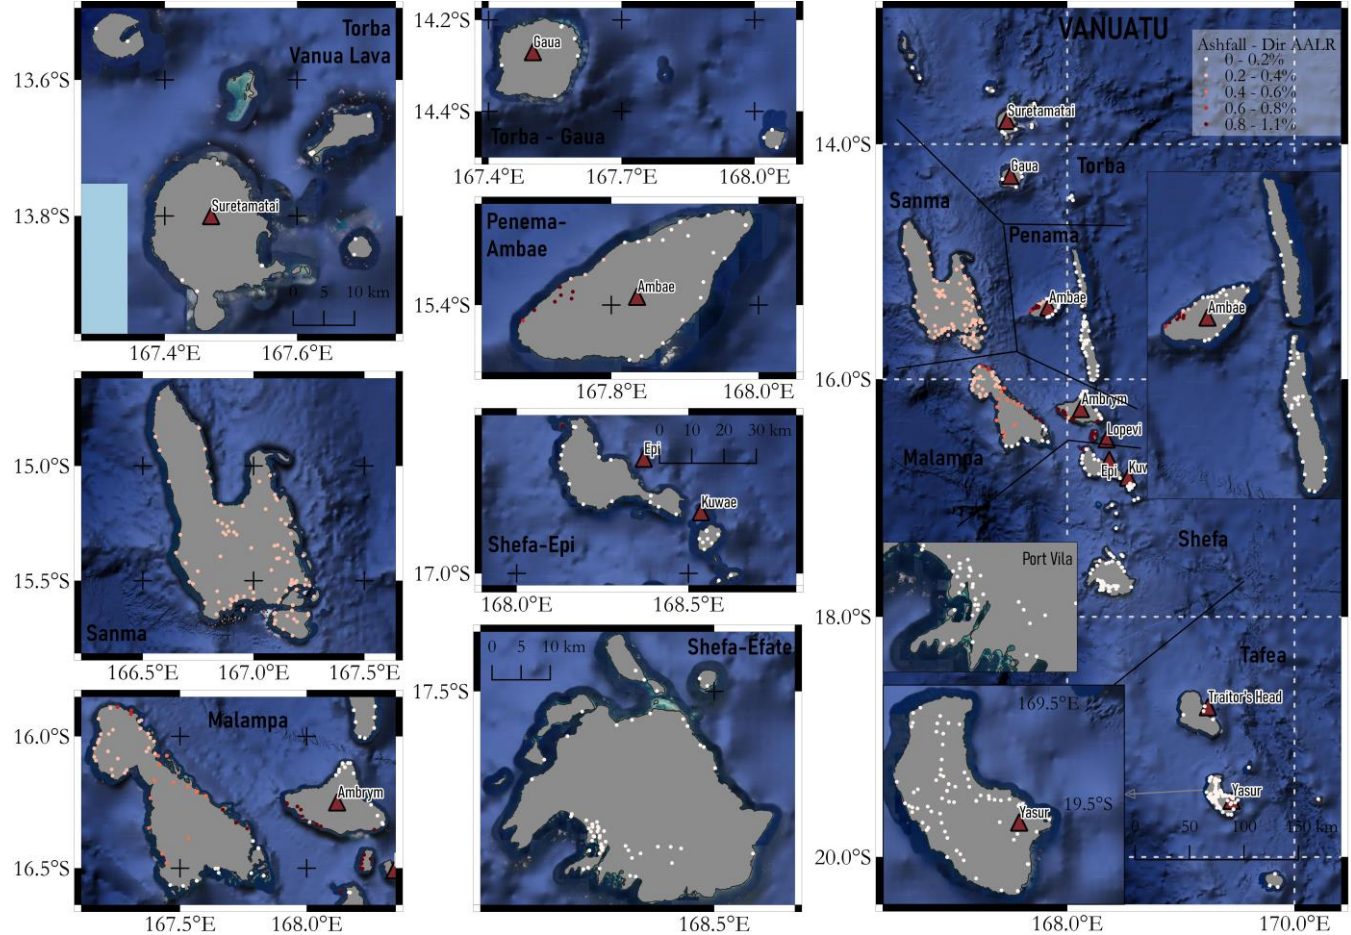 Torba
Vanua Lava
13.6°S
13.8°S
Suretamatai
0 5 10 km
167.4°E
167.6°E
14.2°S
14.4°S
Gaua
Torba - Gaua
167.4°E
167.7°E
168.0°E
Penema-
Ambae
Ambae
15.4°S
167.8°E
168.0°E
15.0°S
15.5°S
Sanma
166.5°E
167.0°E
167.5°E
0 10 20 30 km
Epi
Kuwae
Shefa-Epi
17.0°S
168.0°E
168.5°E
Malampa
16.0°S
16.5°S
Ambrym
167.5°E
168.0°E
Shefa-Efate
0 5 10 km
17.5°S
168.5°E
VANUATU
Ashfall - Dir AALR
0 - 0.2%
0.2 - 0.4%
0.4 - 0.6%
0.6 - 0.8%
0.8 - 1.1%
Suretamatai
14.0°S
Gaua
Torba
Sanma
Penama
Ambae
Ambae
16.0°S
Ambrym
Lopevi
Malampa
Epi
Kuw
Shefa
Port Vila
18.0°S
Tafea
169.5°E
Traitor's Head
19.5°S
Yasur
Yasur
0 50 100 150 km
20.0°S
168.0°E
170.0°E